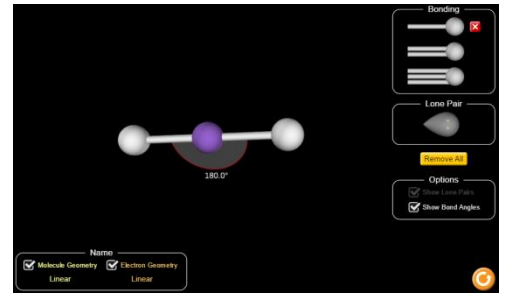 Bonding
Lone Pair
Remove All
Options
Show Lone Pairs
Show Bond Angles
180.0°
Name
Molecule Geometry Electron Geometry
Linear Linear